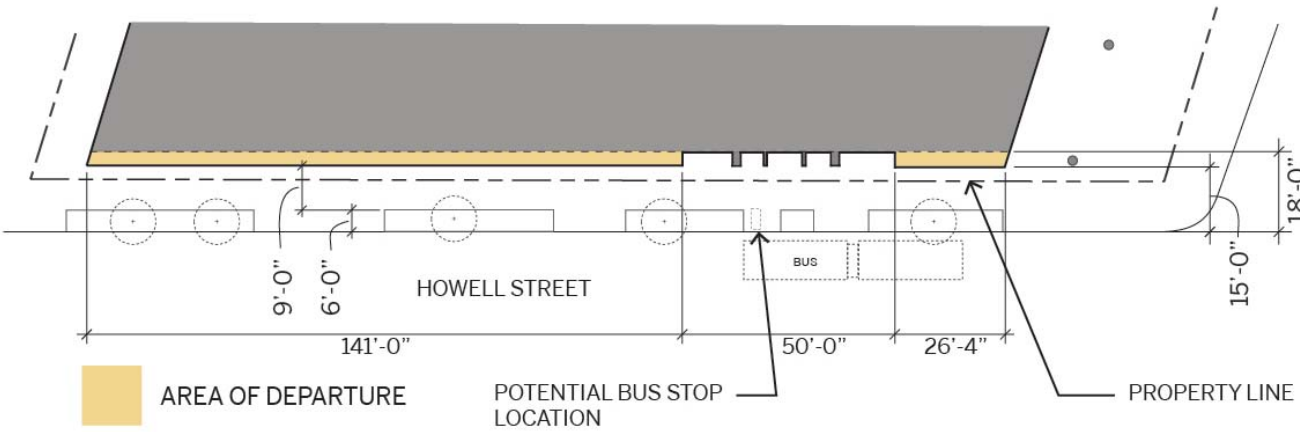 18'-0"
15'-0"
9'-0"
6'-0"
BUS
HOWELL STREET
141'-0"
50'-0"
26'-4"
AREA OF DEPARTURE
POTENTIAL BUS STOP
LOCATION
PROPERTY LINE